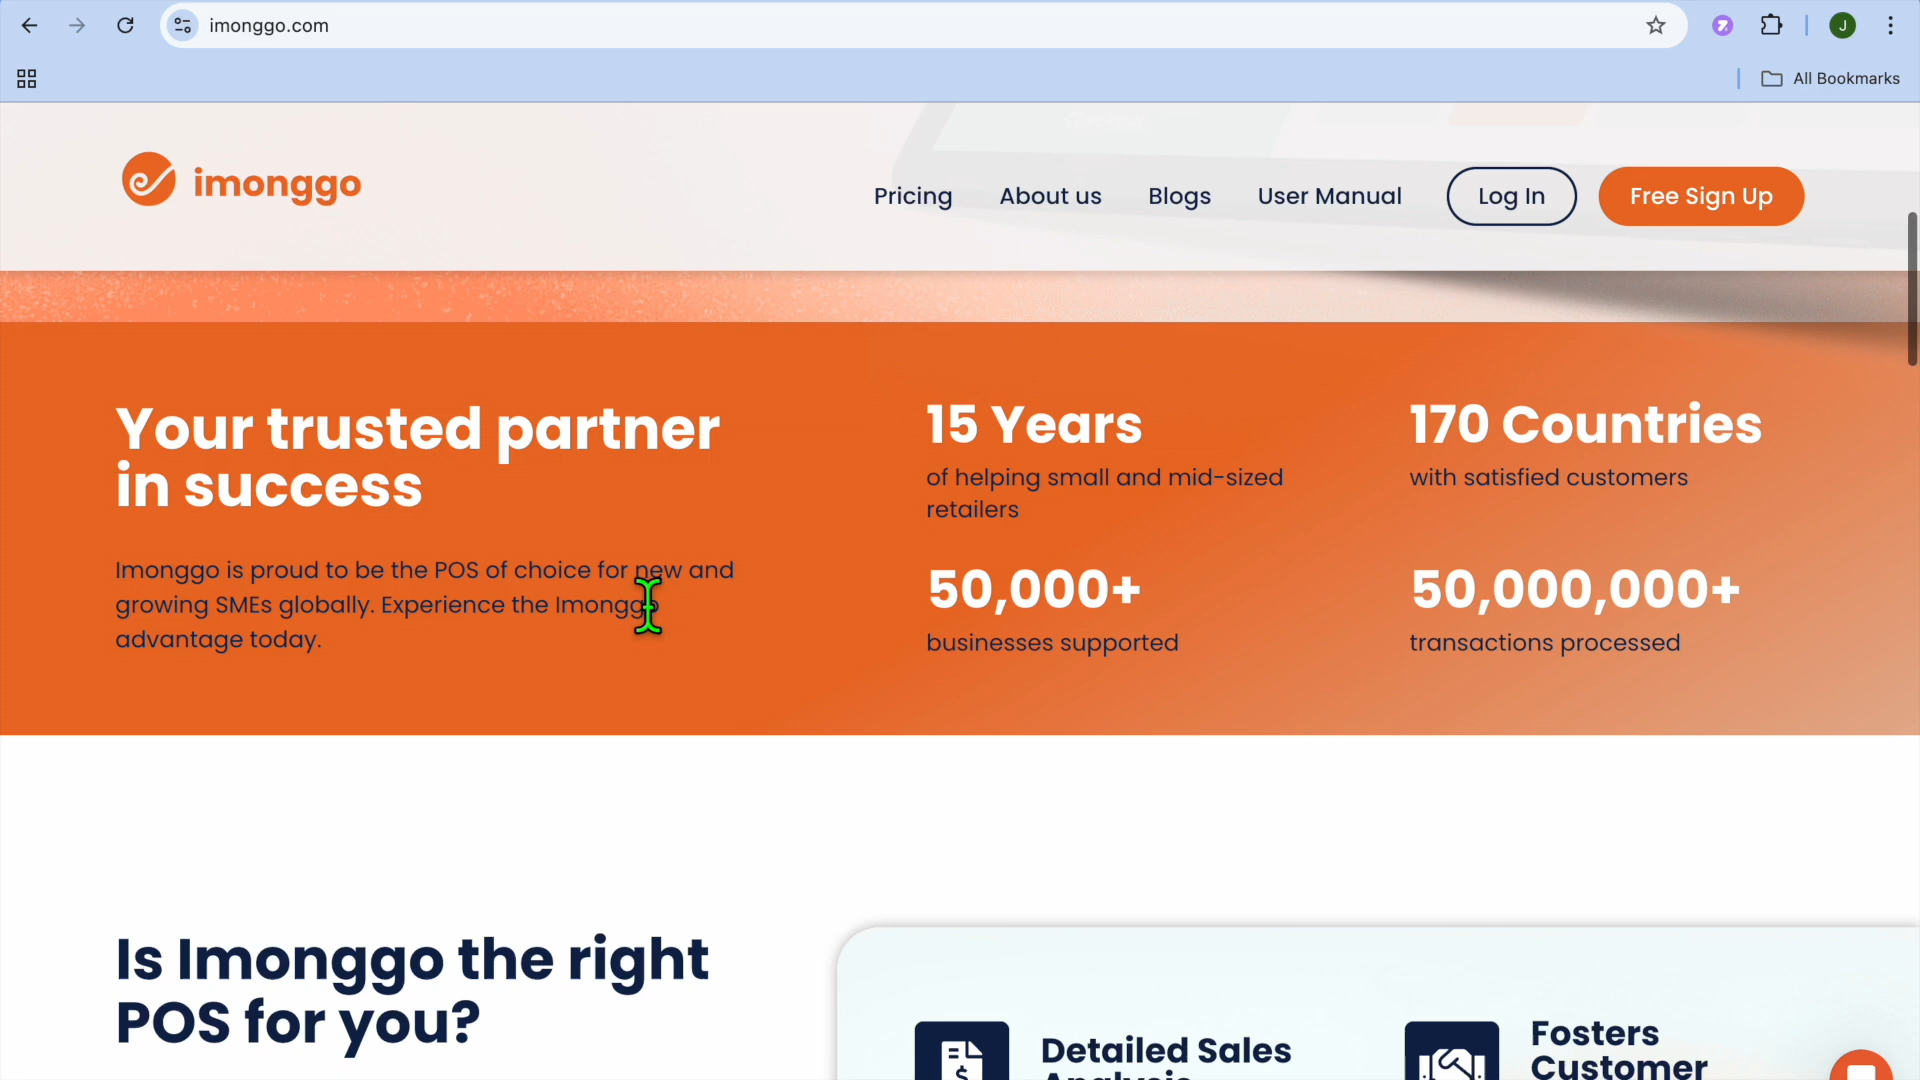 imonggo.com
J
All Bookmarks
imonggo
Pricing
About us
Blogs
User Manual
Log In
Free Sign Up
Your trusted partner
in success
Imonggo is proud to be the POS of choice for new and
growing SMEs globally. Experience the Imonggo
advantage today.
15 Years
of helping small and mid-sized
retailers
170 Countries
with satisfied customers
50,000+
businesses supported
50,000,000+
transactions processed
Is Imonggo the right
POS for you?
Detailed Sales
Analysis
Fosters
Customer